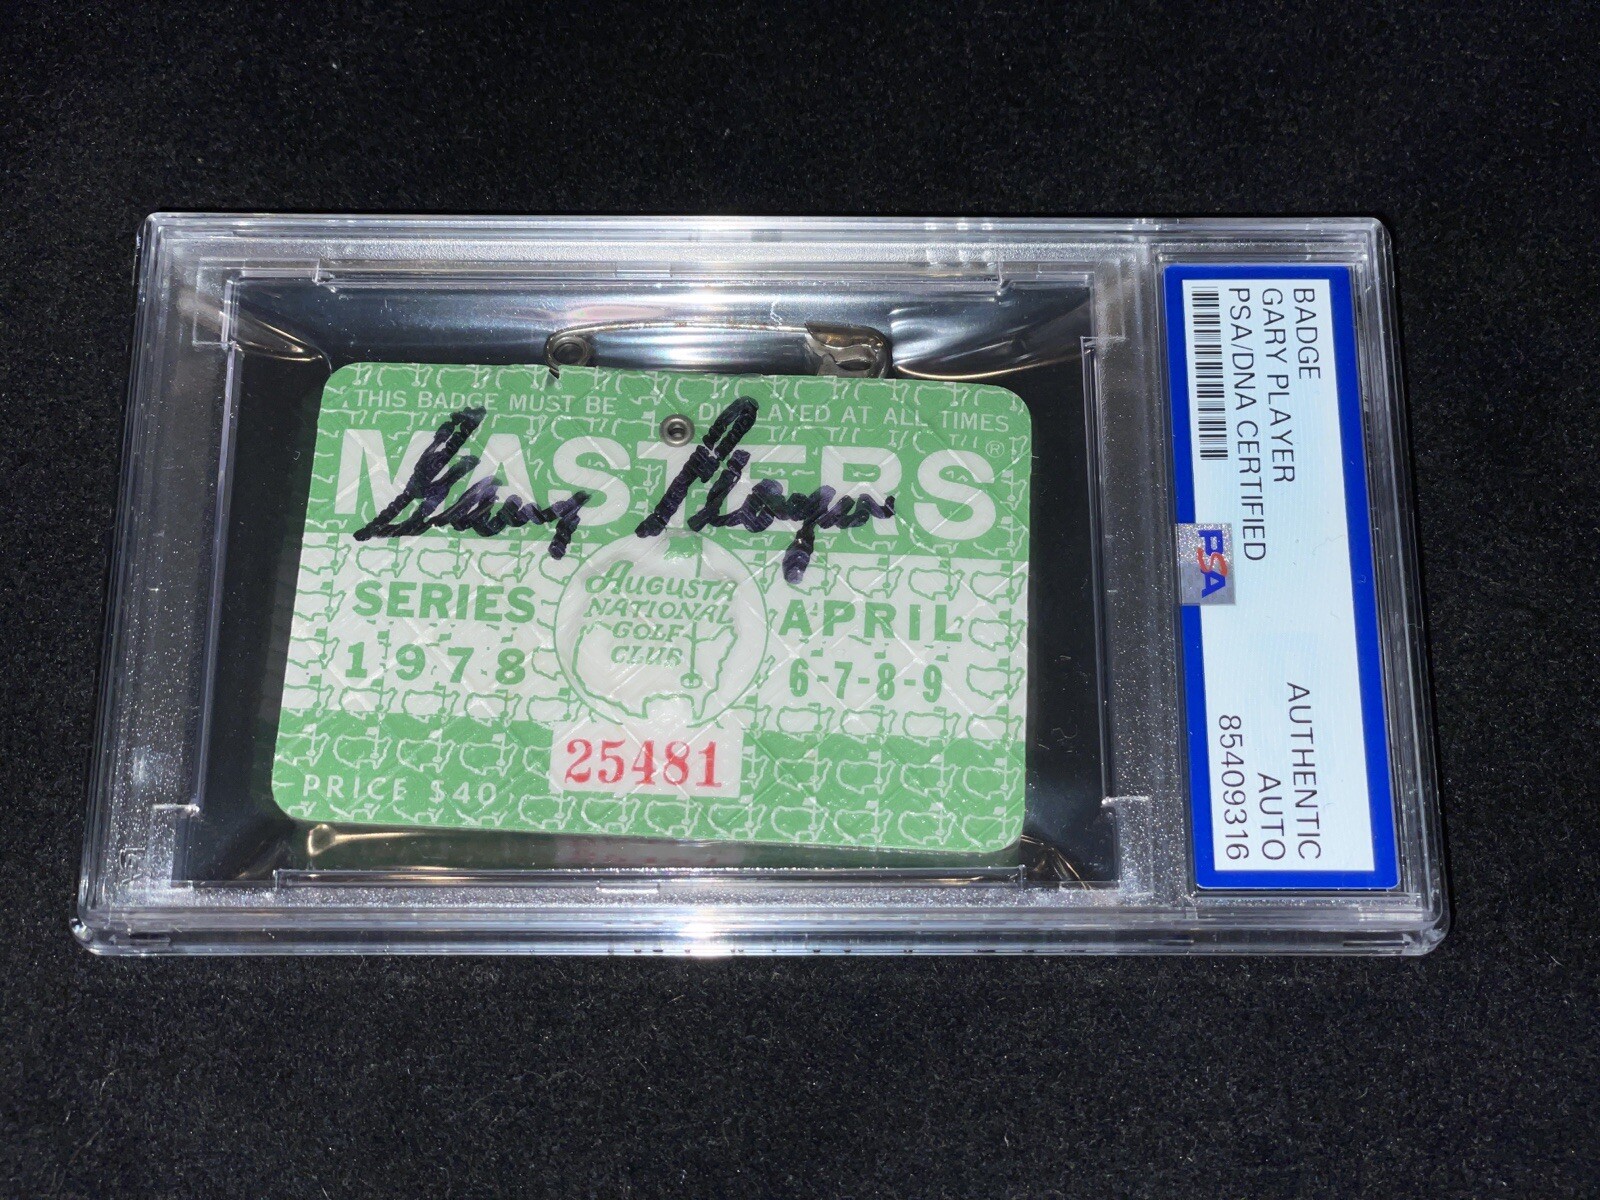 THIS BADGE MUST BE DISPLAYED AT ALL TIMES
MASTERS®
Gary Player
SERIES
1978
AUGUSTA
NATIONAL
GOLF
CLUB
APRIL
6-7-8-9
25481
PRICE $40
BADGE
GARY PLAYER
PSA/DNA CERTIFIED
AUTHENTIC
AUTO
85409316
PSA